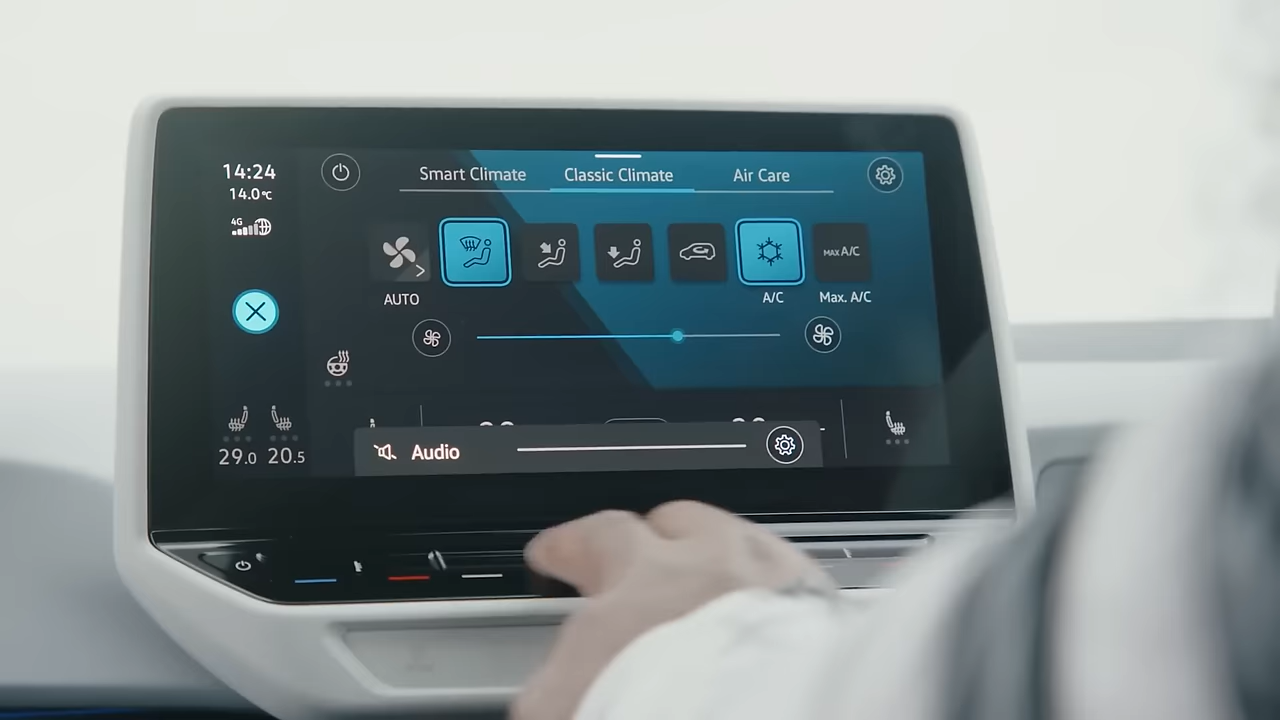 14:24
14.0℃
4G
Smart Climate
Classic Climate
Air Care
MAX A/C
AUTO
A/C
Max. A/C
29.0
20.5
Audio